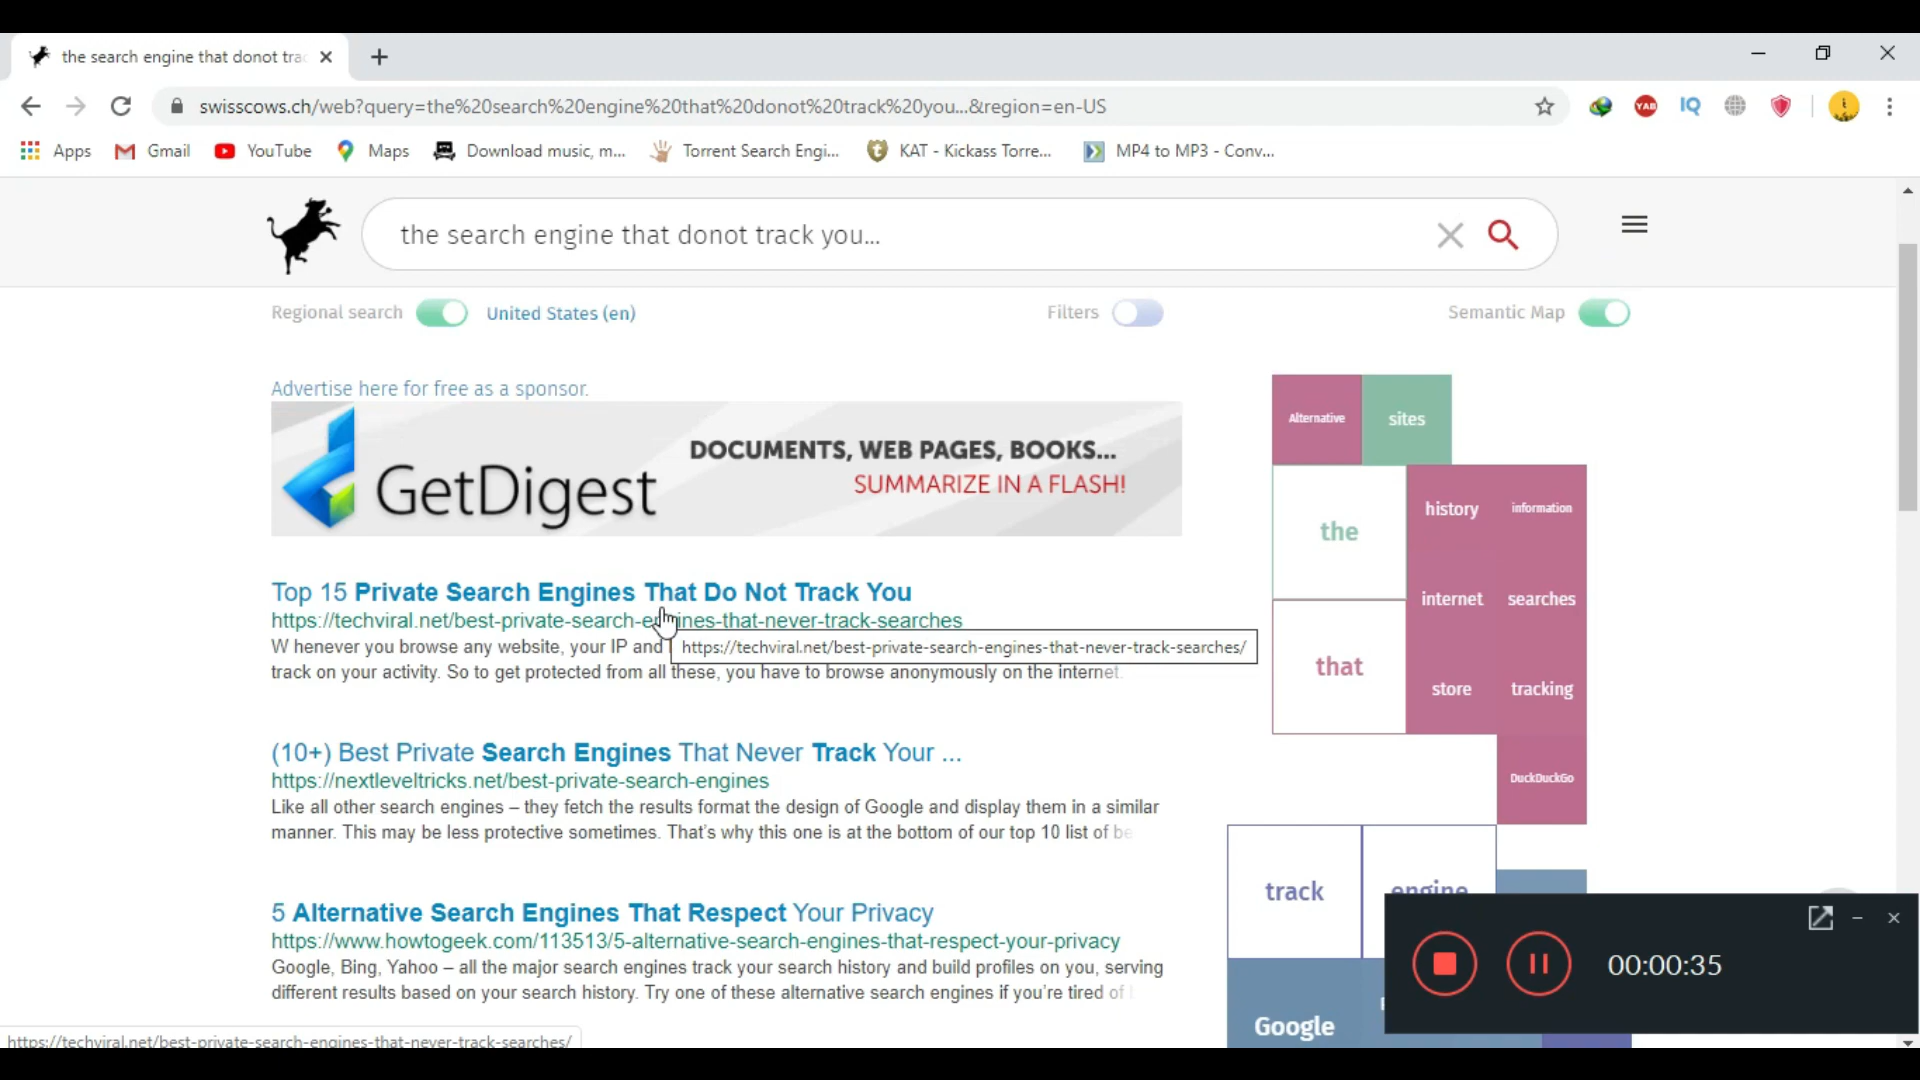 the search engine that donot tra
swisscows.ch/web?query=the%20search%20engine%20that%20donot%20track%20you...&region=en-US
YAB
IQ
Apps
Gmail
YouTube
Maps
Download music, m...
Torrent Search Engi...
KAT - Kickass Torre...
MP4 to MP3 - Conv...
the search engine that donot track you...
Regional search
United States (en)
Filters
Semantic Map
Advertise here for free as a sponsor.
GetDigest
DOCUMENTS, WEB PAGES, BOOKS...
SUMMARIZE IN A FLASH!
Top 15 Private Search Engines That Do Not Track You
https://techviral.net/best-private-search-engines-that-never-track-searches
W henever you browse any website, your IP and
https://techviral.net/best-private-search-engines-that-never-track-searches/
track on your activity. So to get protected from all these, you have to browse anonymously on the internet.
(10+) Best Private Search Engines That Never Track Your ...
https://nextleveltricks.net/best-private-search-engines
Like all other search engines – they fetch the results format the design of Google and display them in a similar
manner. This may be less protective sometimes. That's why this one is at the bottom of our top 10 list of be
5 Alternative Search Engines That Respect Your Privacy
https://www.howtogeek.com/113513/5-alternative-search-engines-that-respect-your-privacy
Google, Bing, Yahoo – all the major search engines track your search history and build profiles on you, serving
different results based on your search history. Try one of these alternative search engines if you're tired of
https://techviral.net/best-private-search-engines-that-never-track-searches/
Alternative
sites
the
history
information
internet
searches
that
store
tracking
DuckDuckGo
track
engine
Google
00:00:35